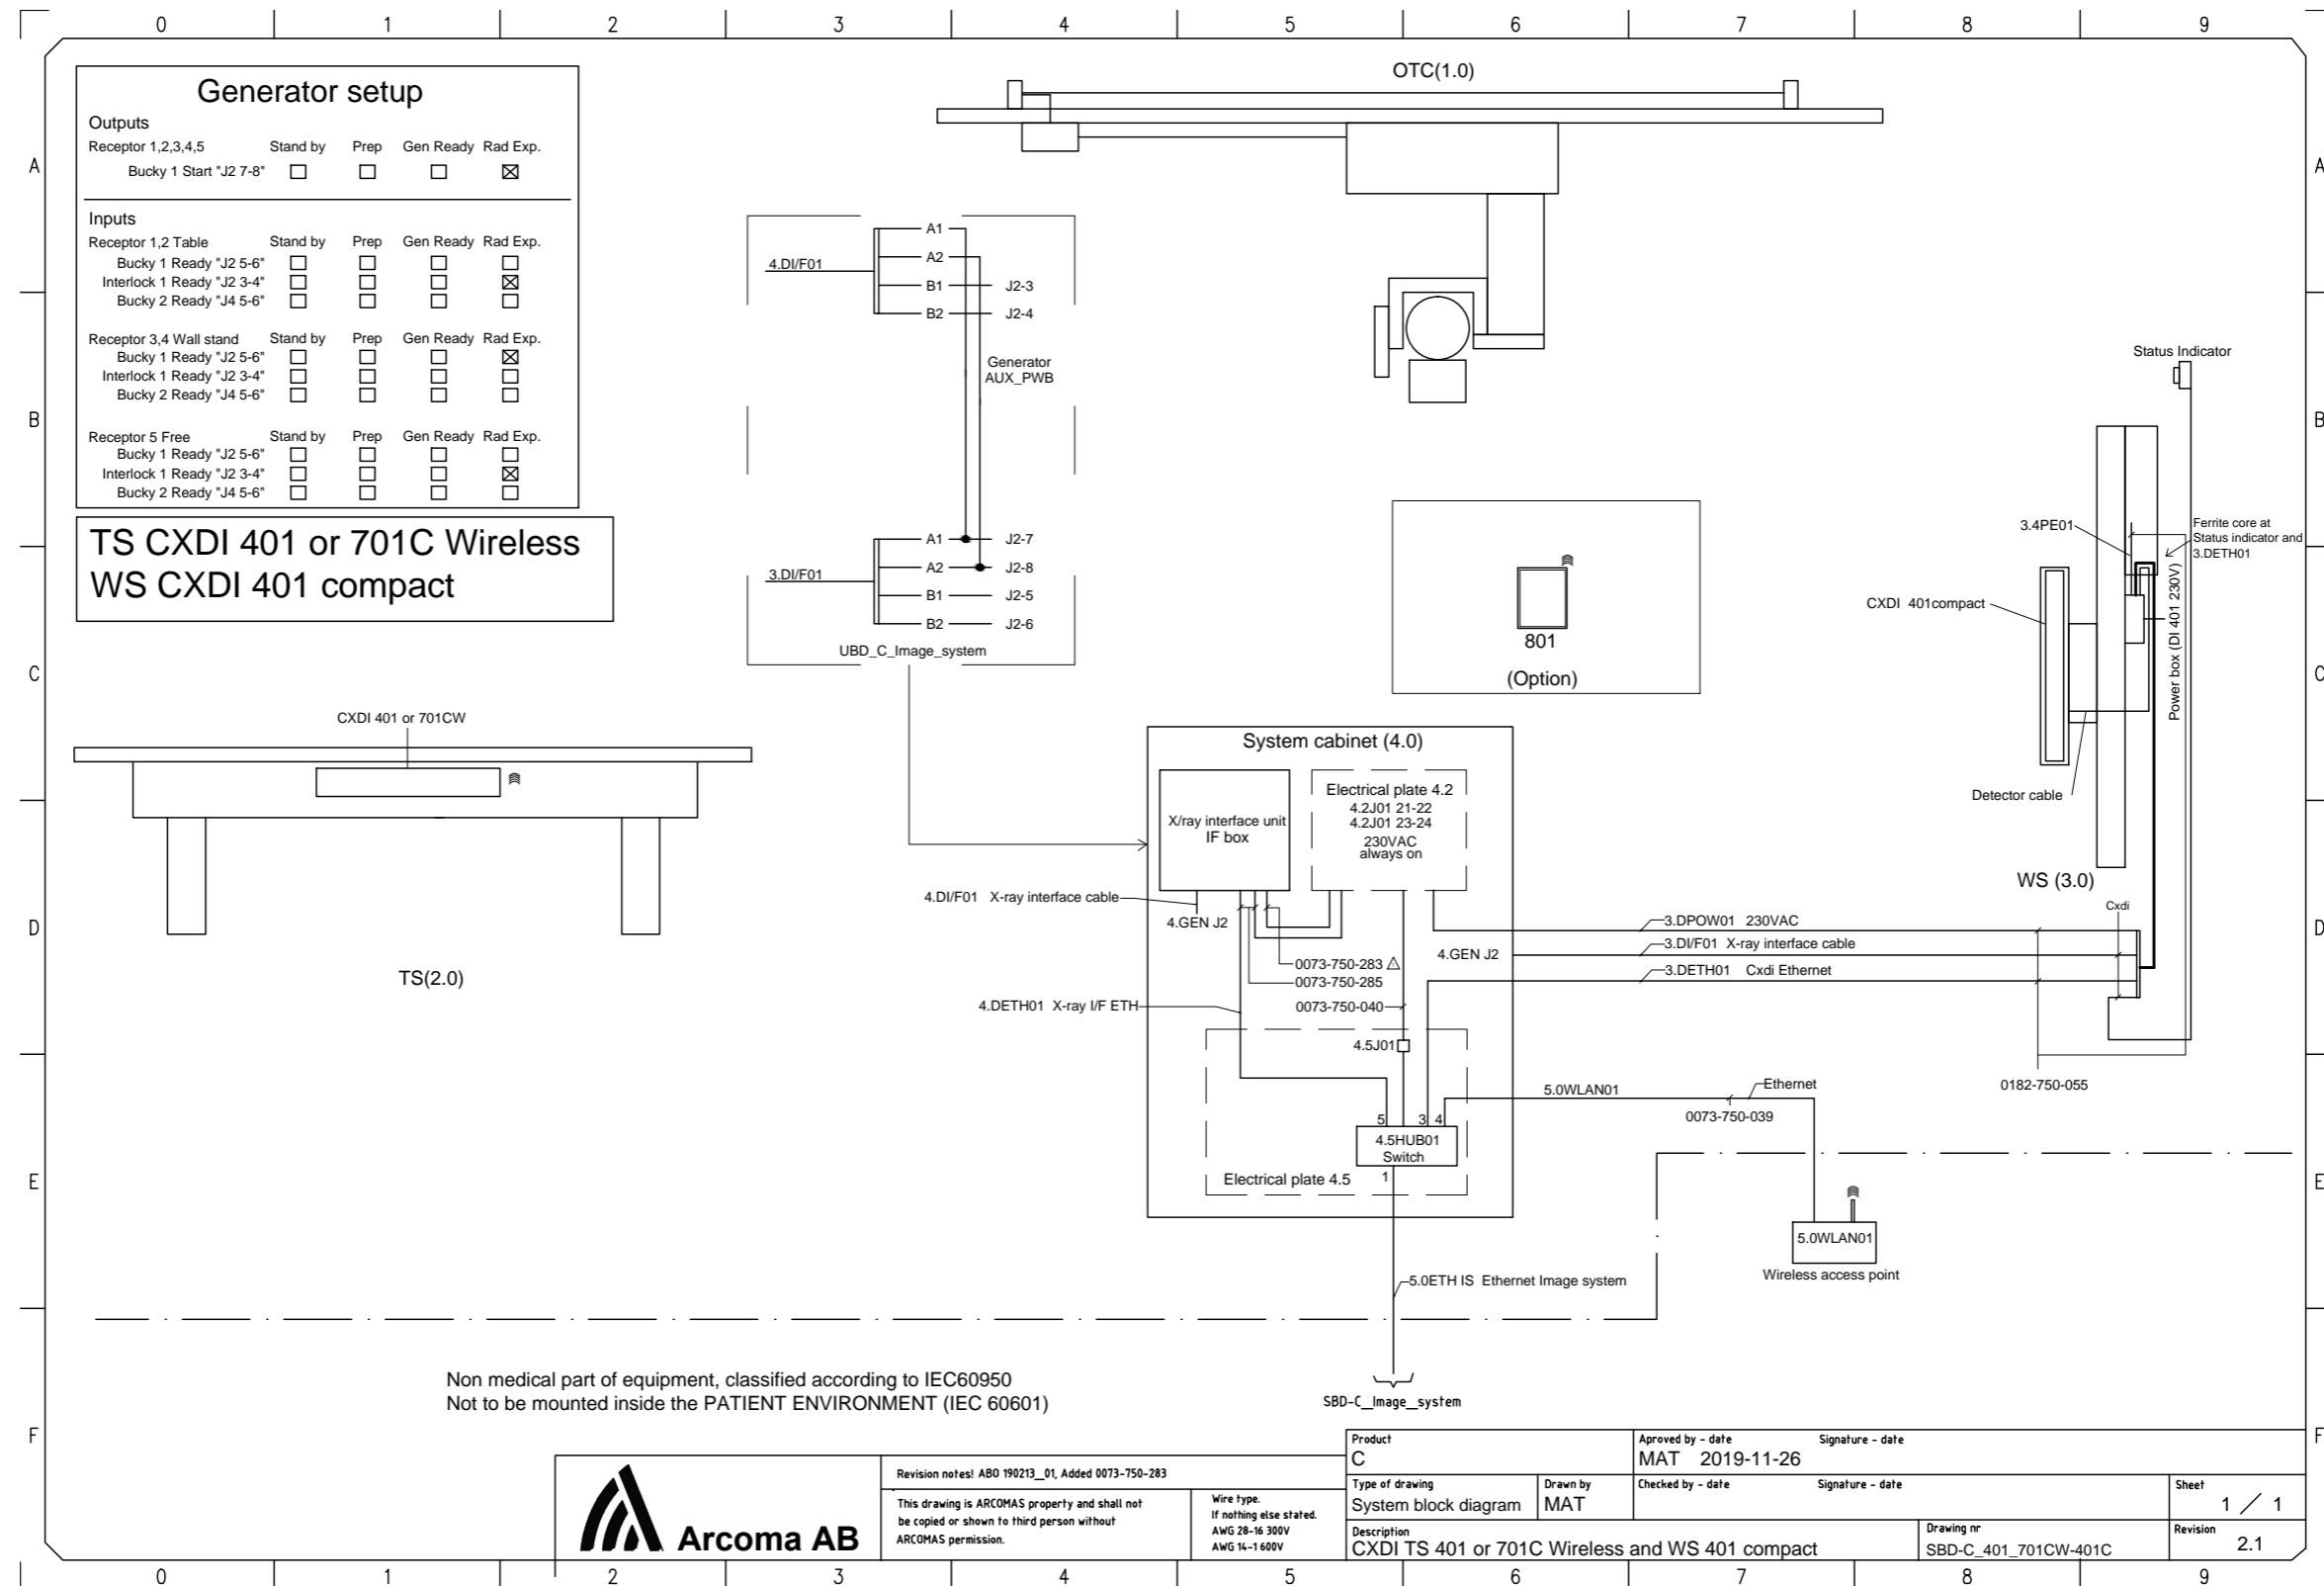 0 1 2 3 4 5 6 7 8 9
Generator setup
Outputs
Receptor 1,2,3,4,5 Stand by Prep Gen Ready Rad Exp.
Bucky 1 Start "J2 7-8"
Inputs
Receptor 1,2 Table Stand by Prep Gen Ready Rad Exp.
Bucky 1 Ready "J2 5-6"
Interlock 1 Ready "J2 3-4"
Bucky 2 Ready "J4 5-6"
Receptor 3,4 Wall stand Stand by Prep Gen Ready Rad Exp.
Bucky 1 Ready "J2 5-6"
Interlock 1 Ready "J2 3-4"
Bucky 2 Ready "J4 5-6"
Receptor 5 Free Stand by Prep Gen Ready Rad Exp.
Bucky 1 Ready "J2 5-6"
Interlock 1 Ready "J2 3-4"
Bucky 2 Ready "J4 5-6"
TS CXDI 401 or 701C Wireless
WS CXDI 401 compact
A A
B B
C C
D D
E E
F F
OTC(1.0)
4.DI/F01
A1
A2
B1 J2-3
B2 J2-4
Generator
AUX_PWB
3.DI/F01
A1 J2-7
A2 J2-8
B1 J2-5
B2 J2-6
UBD_C_Image_system
801
(Option)
Status Indicator
3.4PE01
Ferrite core at
Status indicator and
3.DETH01
CXDI 401compact
Power box (DI 401 230V)
Detector cable
WS (3.0)
Cxdi
CXDI 401 or 701CW
TS(2.0)
System cabinet (4.0)
X/ray interface unit
IF box
Electrical plate 4.2
4.2J01 21-22
4.2J01 23-24
230VAC
always on
4.DI/F01 X-ray interface cable
4.GEN J2
0073-750-283
0073-750-285
4.DETH01 X-ray I/F ETH
0073-750-040
4.GEN J2
3.DPOW01 230VAC
3.DI/F01 X-ray interface cable
3.DETH01 Cxdi Ethernet
4.5J01
0182-750-055
5.0WLAN01
Ethernet
0073-750-039
5 3 4
4.5HUB01
Switch
1
Electrical plate 4.5
5.0WLAN01
Wireless access point
5.0ETH IS Ethernet Image system
SBD-C_Image_system
Non medical part of equipment, classified according to IEC60950
Not to be mounted inside the PATIENT ENVIRONMENT (IEC 60601)
Arcoma AB
Revision notes! ABO 190213_01, Added 0073-750-283
This drawing is ARCOMAS property and shall not
be copied or shown to third person without
ARCOMAS permission.
Wire type.
If nothing else stated.
AWG 28-16 300V
AWG 14-1 600V
Product
C
Aproved by - date Signature - date
MAT 2019-11-26
Type of drawing
System block diagram
Drawn by
MAT
Checked by - date Signature - date
Sheet
1 / 1
Description
CXDI TS 401 or 701C Wireless and WS 401 compact
Drawing nr
SBD-C_401_701CW-401C
Revision
2.1
0 1 2 3 4 5 6 7 8 9